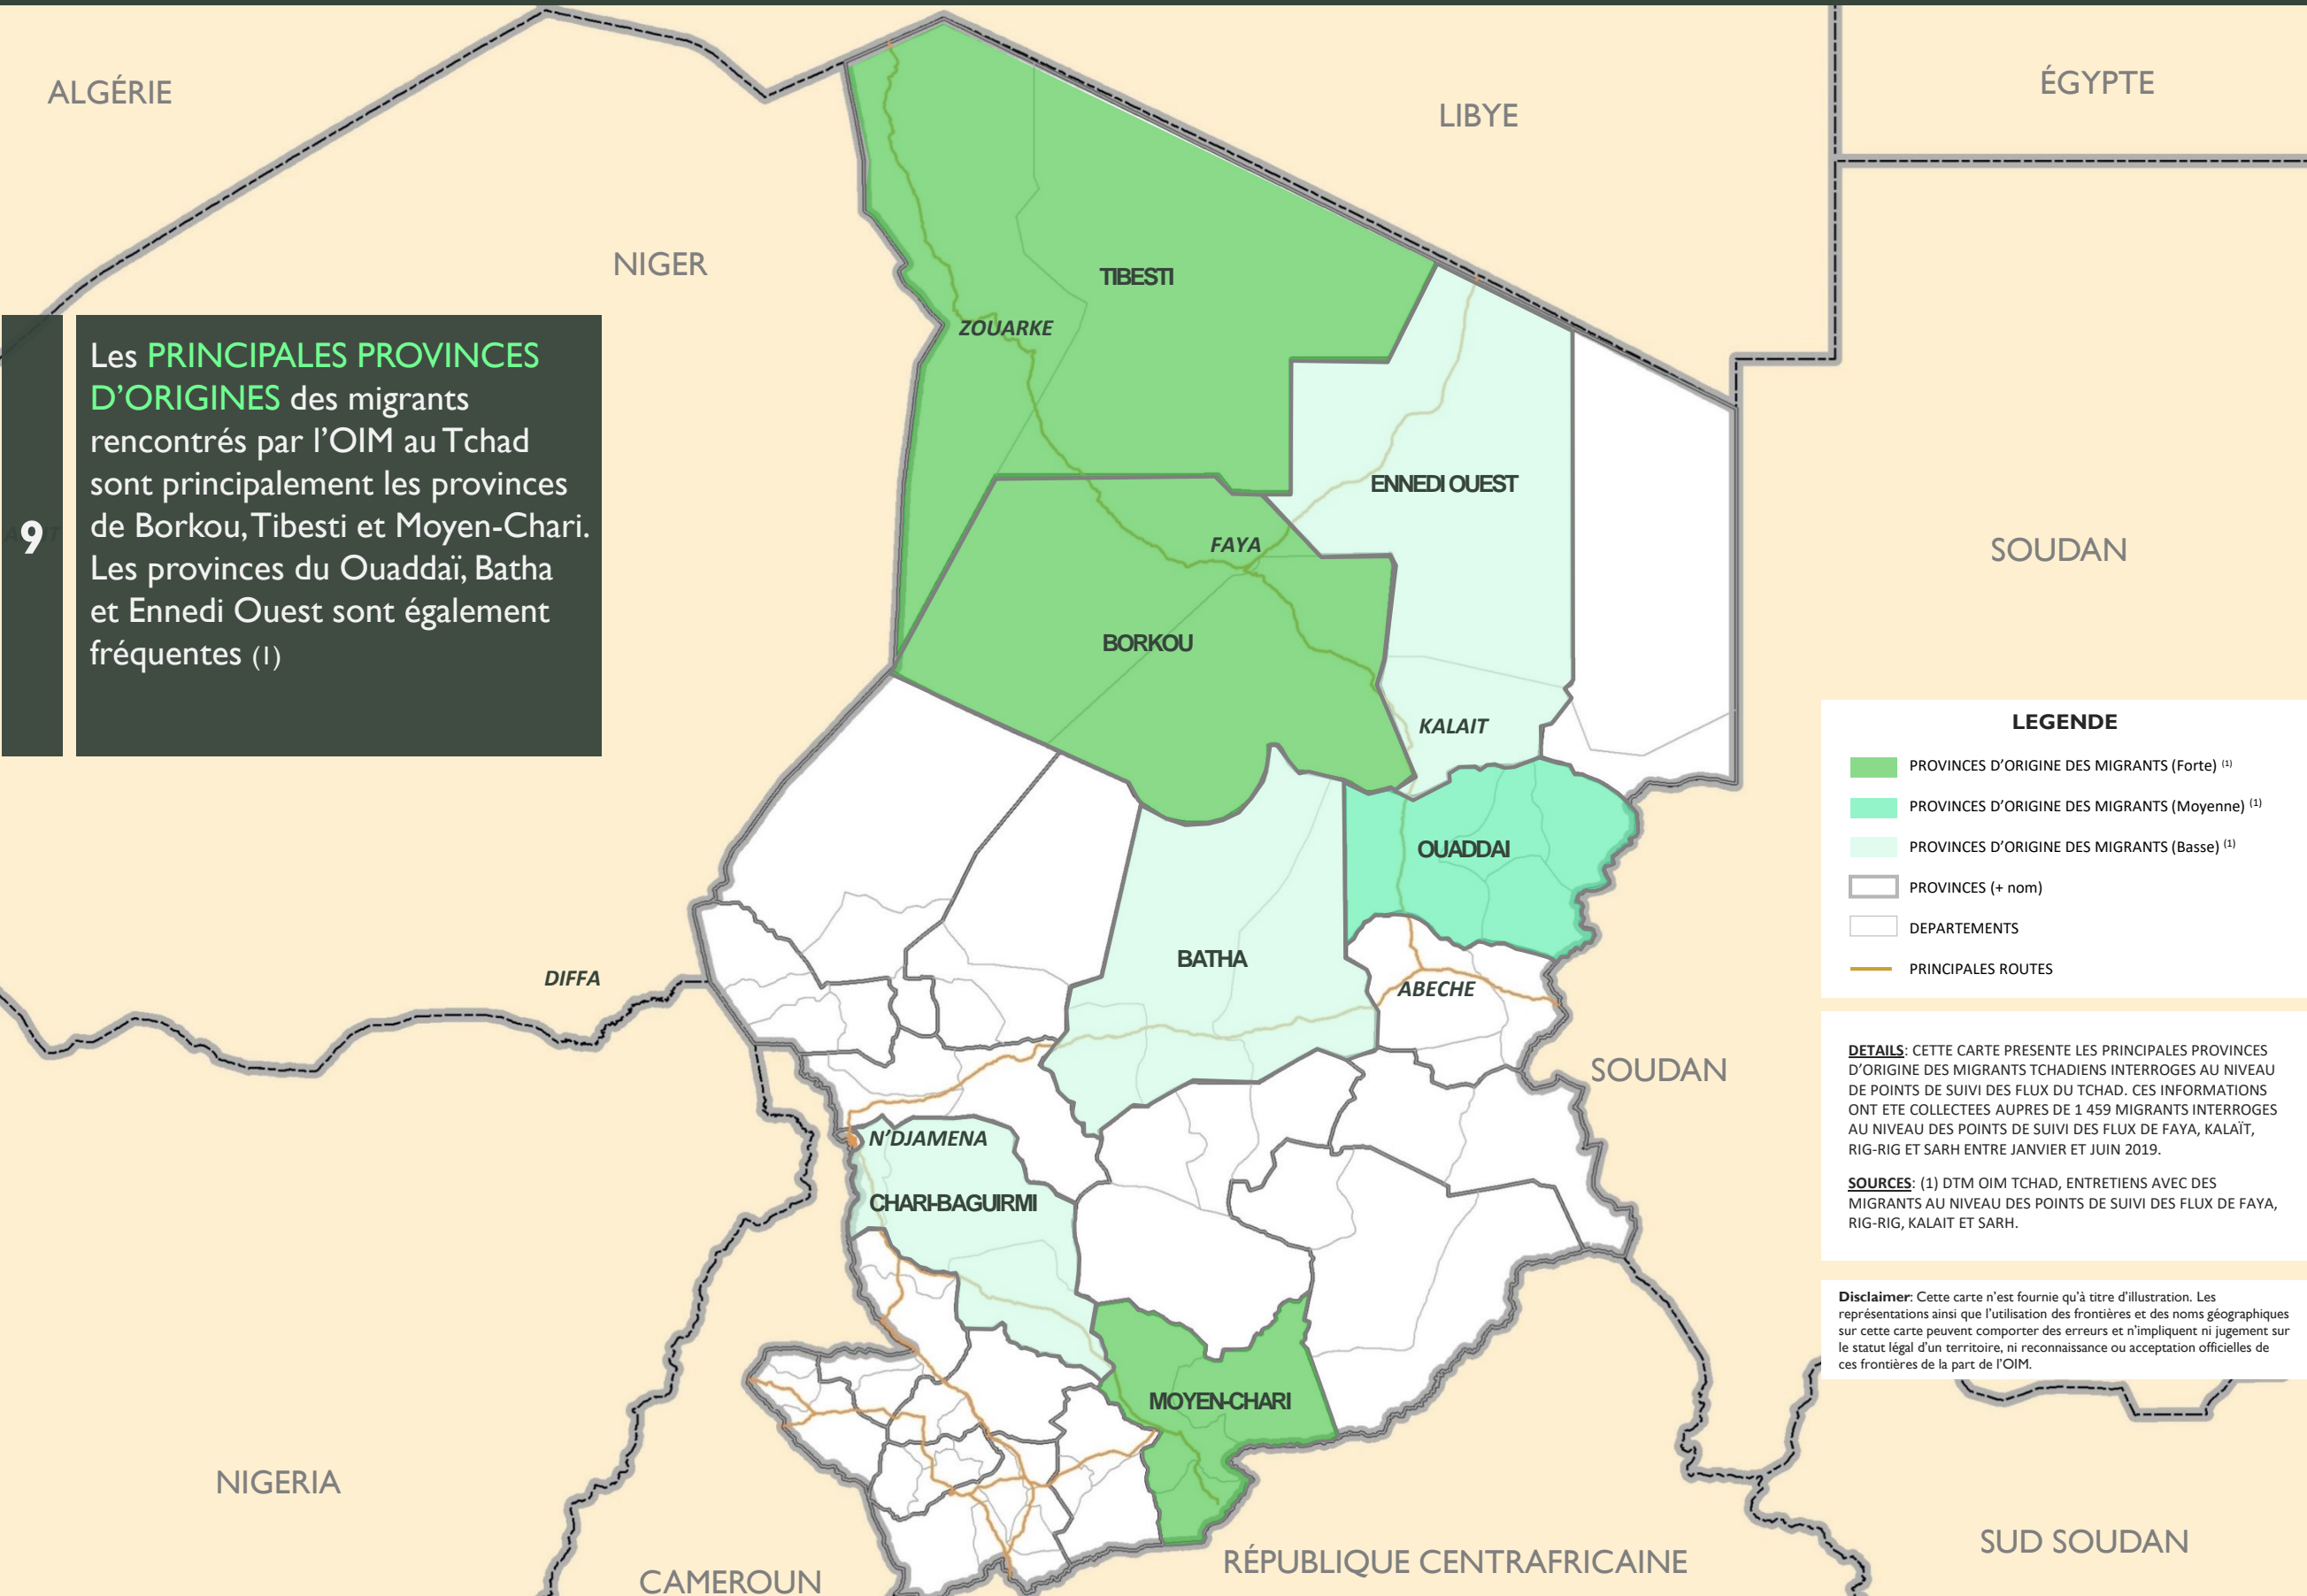 ALGÉRIE
LIBYE
ÉGYPTE
NIGER
TIBESTI
ZOUARKE
9
Les PRINCIPALES PROVINCES
D’ORIGINES des migrants
rencontrés par l’OIM au Tchad
sont principalement les provinces
de Borkou, Tibesti et Moyen-Chari.
Les provinces du Ouaddaï, Batha
et Ennedi Ouest sont également
fréquentes (1)
ENNEDI OUEST
FAYA
SOUDAN
BORKOU
KALAIT
OUADDAI
BATHA
DIFFA
ABECHE
SOUDAN
N’DJAMENA
CHARI-BAGUIRMI
MOYEN-CHARI
NIGERIA
CAMEROUN
RÉPUBLIQUE CENTRAFRICAINE
SUD SOUDAN
LEGENDE
PROVINCES D’ORIGINE DES MIGRANTS (Forte) (1)
PROVINCES D’ORIGINE DES MIGRANTS (Moyenne) (1)
PROVINCES D’ORIGINE DES MIGRANTS (Basse) (1)
PROVINCES (+ nom)
DEPARTEMENTS
PRINCIPALES ROUTES
DETAILS: CETTE CARTE PRESENTE LES PRINCIPALES PROVINCES
D’ORIGINE DES MIGRANTS TCHADIENS INTERROGES AU NIVEAU
DE POINTS DE SUIVI DES FLUX DU TCHAD. CES INFORMATIONS
ONT ETE COLLECTEES AUPRES DE 1 459 MIGRANTS INTERROGES
AU NIVEAU DES POINTS DE SUIVI DES FLUX DE FAYA, KALAÏT,
RIG-RIG ET SARH ENTRE JANVIER ET JUIN 2019.
SOURCES: (1) DTM OIM TCHAD, ENTRETIENS AVEC DES
MIGRANTS AU NIVEAU DES POINTS DE SUIVI DES FLUX DE FAYA,
RIG-RIG, KALAIT ET SARH.
Disclaimer: Cette carte n’est fournie qu’à titre d’illustration. Les
représentations ainsi que l’utilisation des frontières et des noms géographiques
sur cette carte peuvent comporter des erreurs et n’impliquent ni jugement sur
le statut légal d’un territoire, ni reconnaissance ou acceptation officielles de
ces frontières de la part de l’OIM.